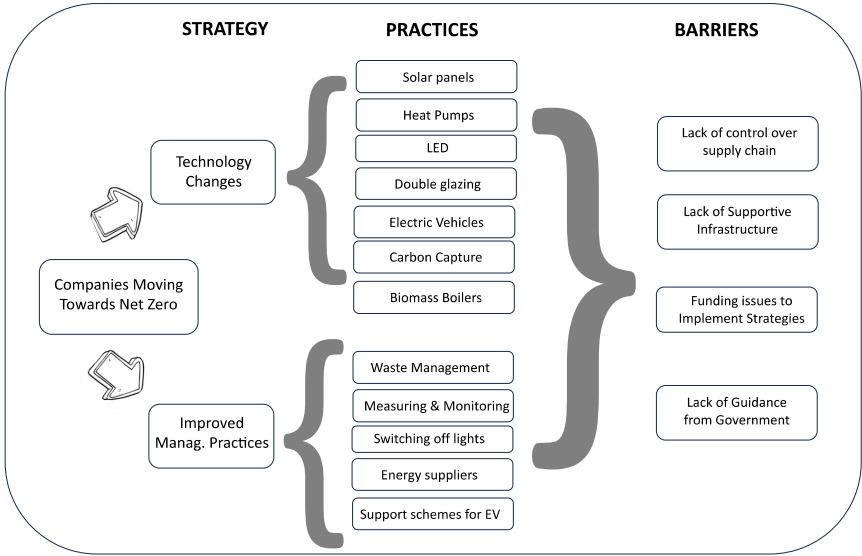 STRATEGY
PRACTICES
BARRIERS
Companies Moving
Towards Net Zero
Technology
Changes
Improved
Manag. Practices
Solar panels
Heat Pumps
LED
Double glazing
Electric Vehicles
Carbon Capture
Biomass Boilers
Waste Management
Measuring & Monitoring
Switching off lights
Energy suppliers
Support schemes for EV
Lack of control over
supply chain
Lack of Supportive
Infrastructure
Funding issues to
Implement Strategies
Lack of Guidance
from Government